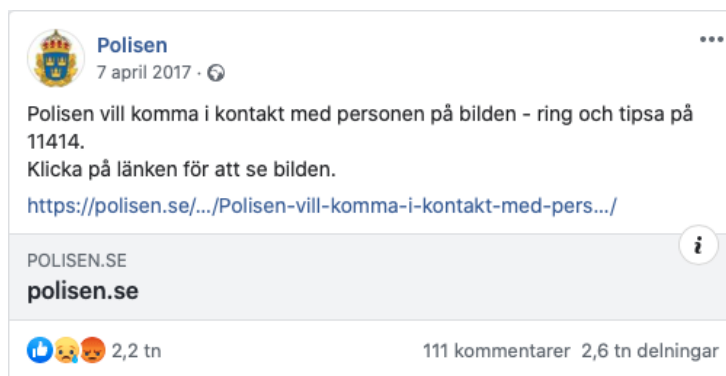 Polisen
7 april 2017 ·
Polisen vill komma i kontakt med personen på bilden - ring och tipsa på
11414.
Klicka på länken för att se bilden.
https://polisen.se/.../Polisen-vill-komma-i-kontakt-med-pers.../
POLISEN.SE
polisen.se
2,2 tn
111 kommentarer 2,6 tn delningar